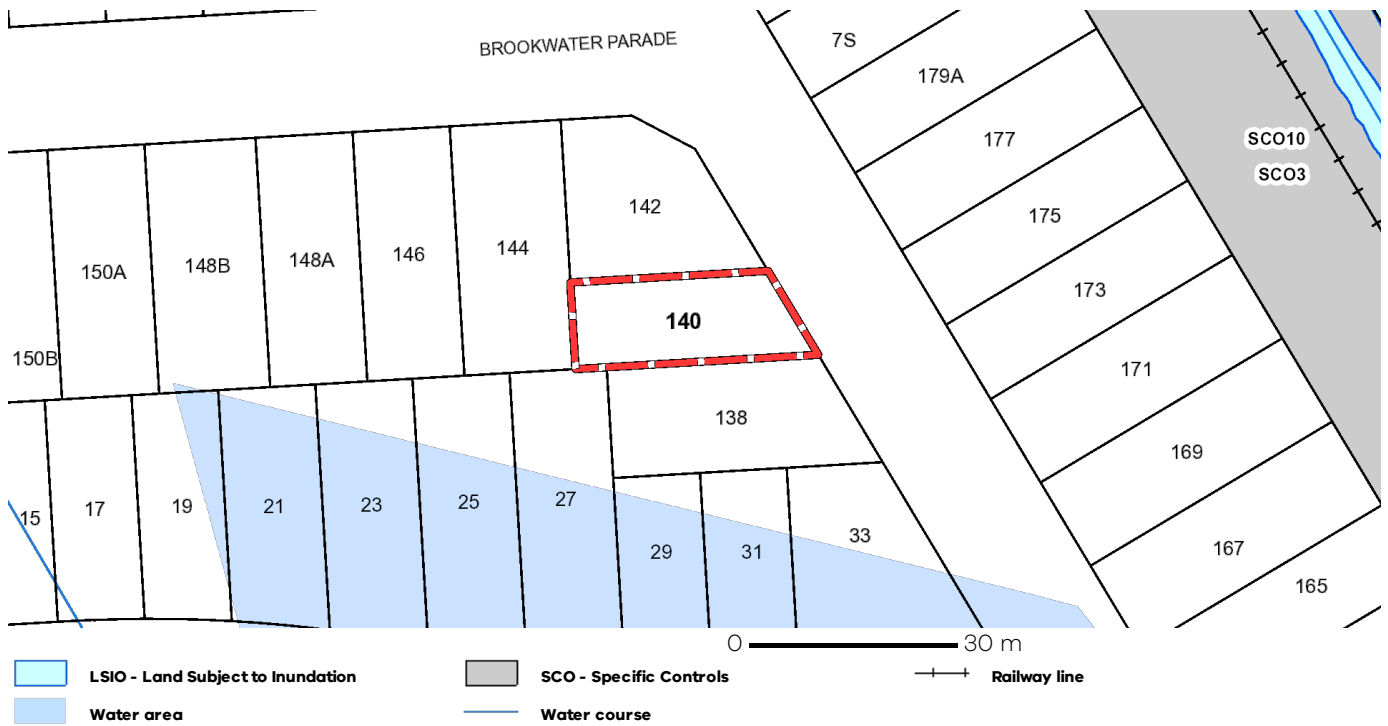 BROOKWATER PARADE
7S
179A
177
SCO10
SCO3
142
175
144
146
148A
148B
150A
173
140
150B
171
138
169
27
25
23
21
19
17
15
33
29
31
167
165
0 30 m
LSIO - Land Subject to Inundation
SCO - Specific Controls
Railway line
Water area
Water course